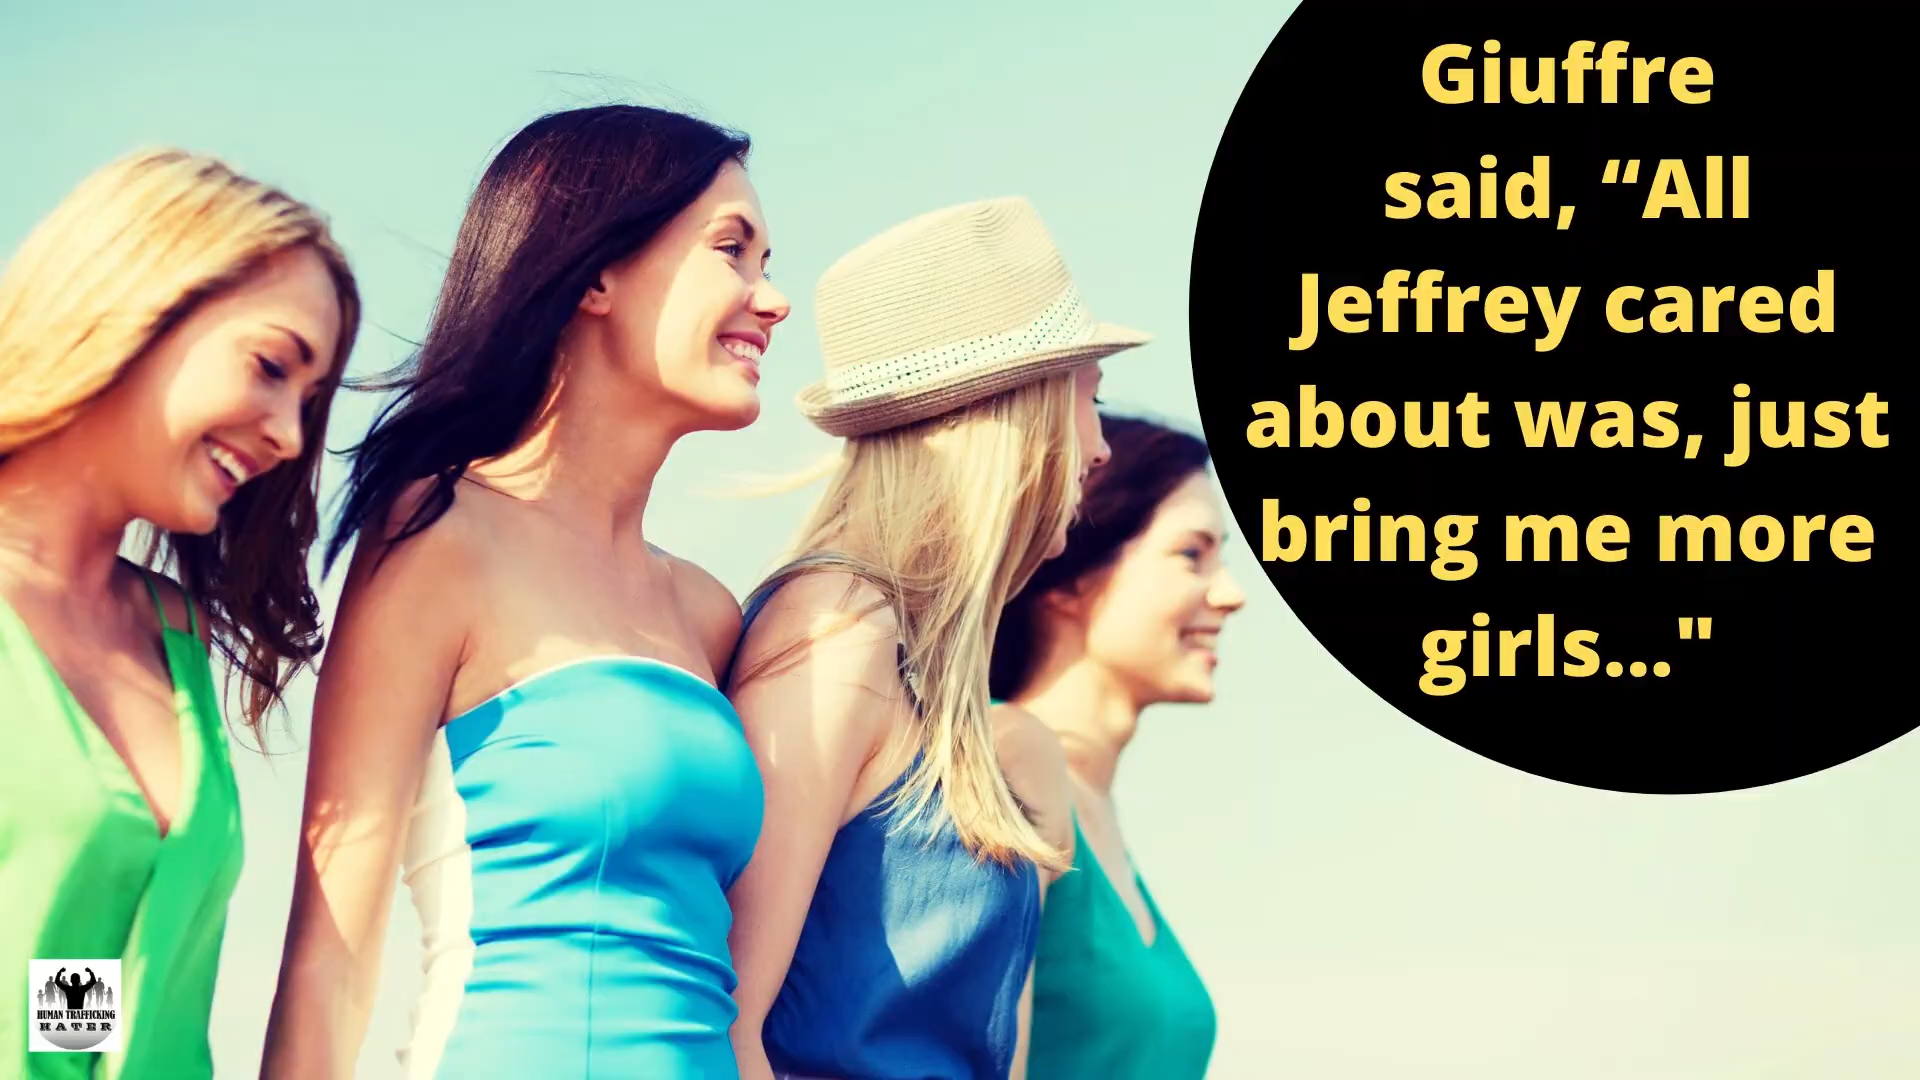 Giuffre
said, “All
Jeffrey cared
about was, just
bring me more
girls..."
HUMAN TRAFFICKING
HATER